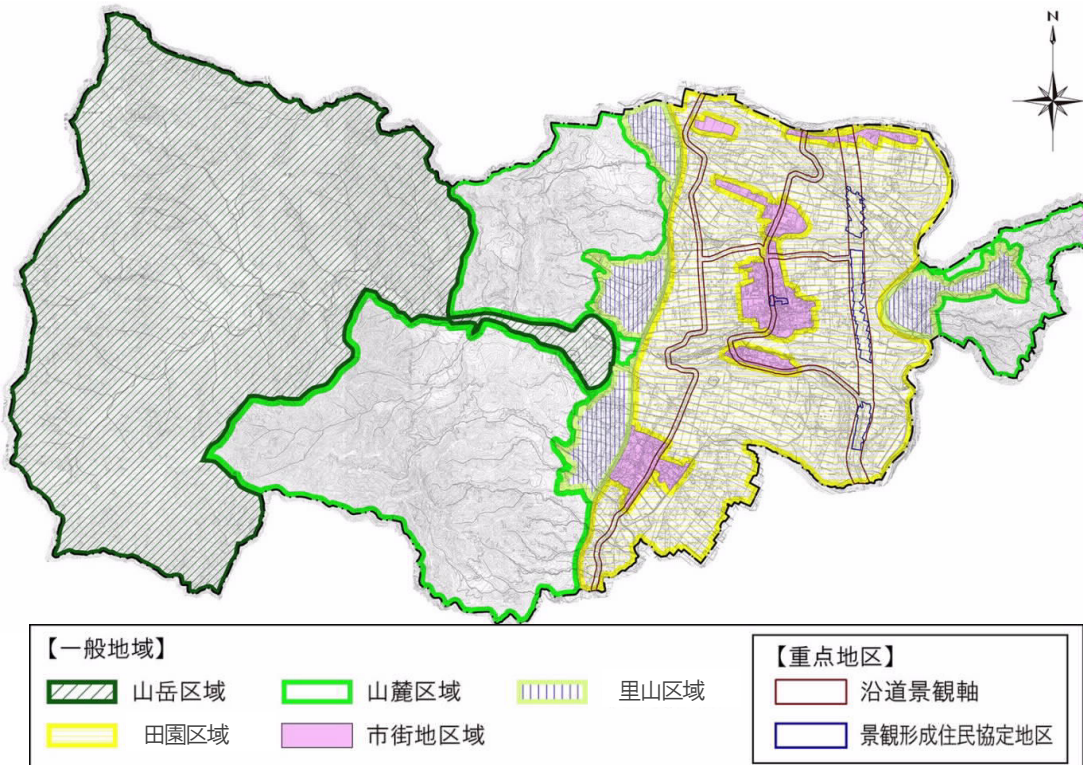 N
【一般地域】
山岳区域
山麓区域
里山区域
田園区域
市街地区域
【重点地区】
沿道景観軸
景観形成住民協定地区